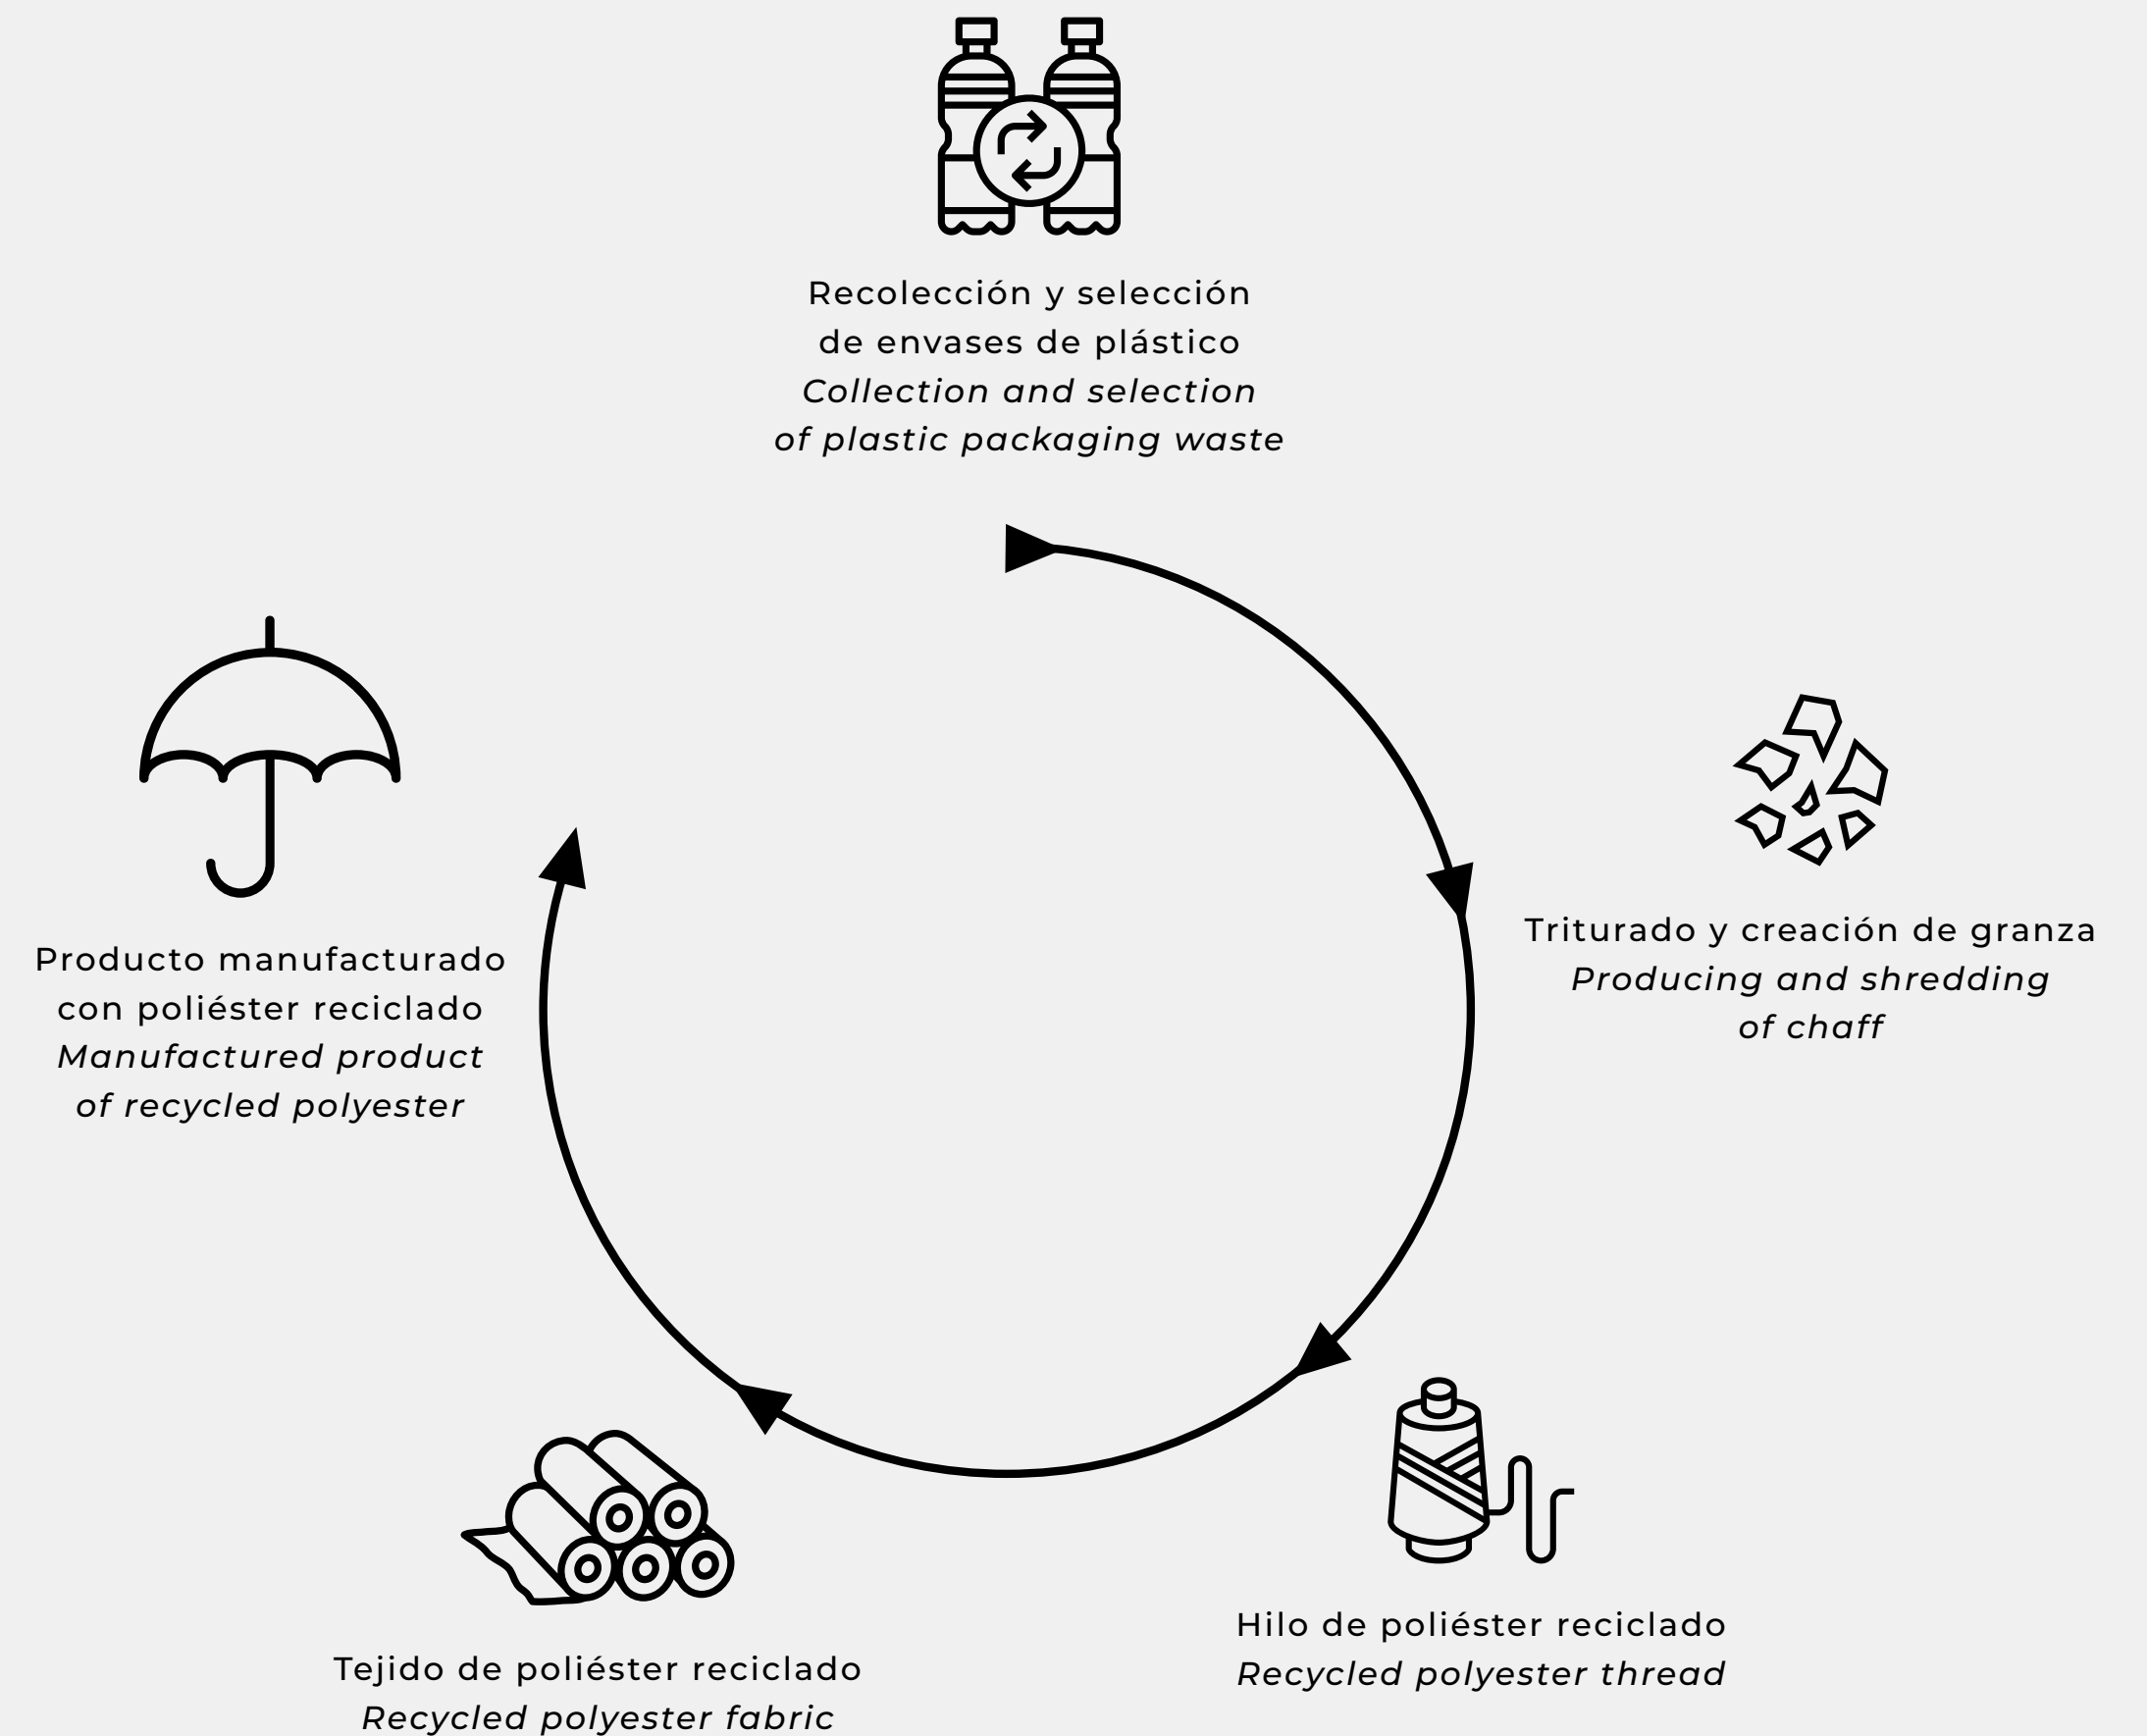 Recolección y selección
de envases de plástico
Collection and selection
of plastic packaging waste
Triturado y creación de granza
Producing and shredding
of chaff
Hilo de poliéster reciclado
Recycled polyester thread
Tejido de poliéster reciclado
Recycled polyester fabric
Producto manufacturado
con poliéster reciclado
Manufactured product
of recycled polyester